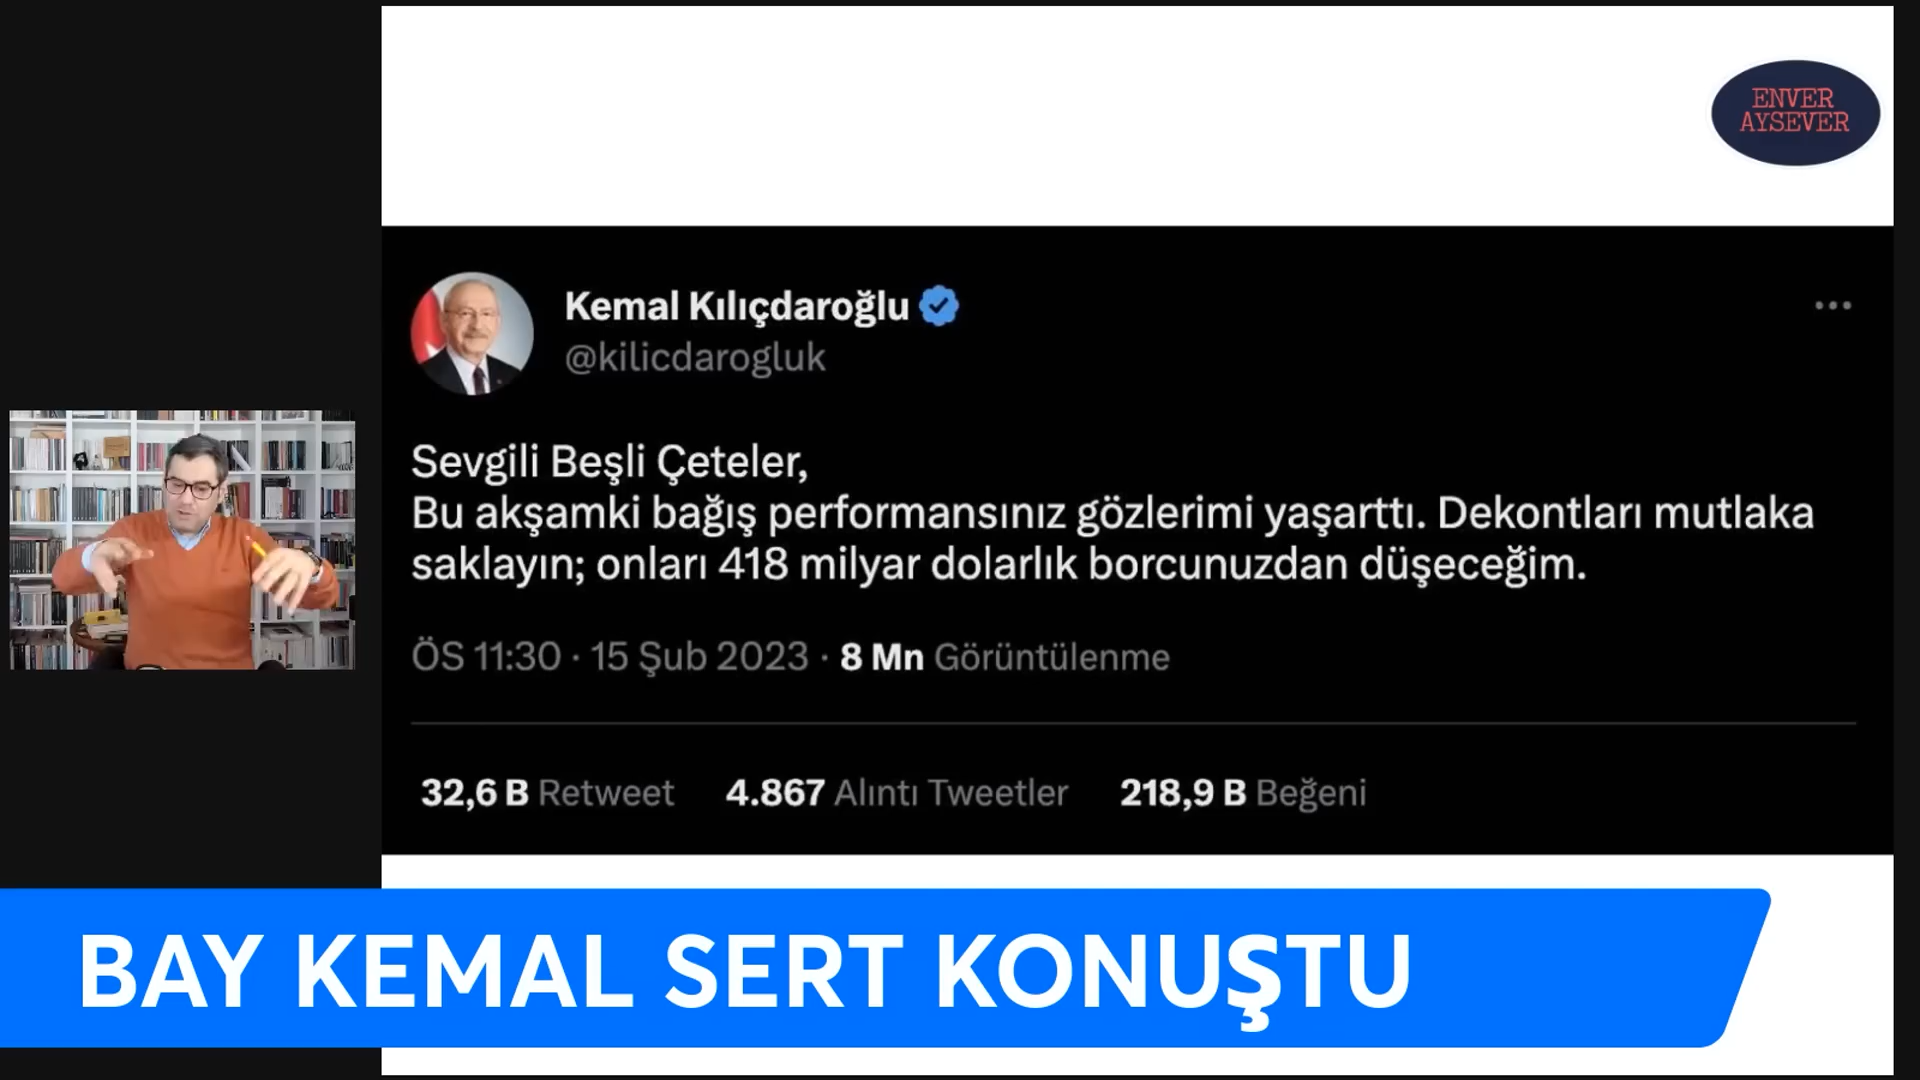 ENVER
AYSEVER
Kemal Kılıçdaroğlu
@kilicdarogluk
Sevgili Beşli Çeteler,
Bu akşamki bağış performansınız gözlerimi yaşarttı. Dekontları mutlaka
saklayın; onları 418 milyar dolarlık borcunuzdan düşeceğim.
ÖS 11:30 · 15 Şub 2023 · 8 Mn Görüntülenme
32,6 B Retweet 4.867 Alıntı Tweetler 218,9 B Beğeni
BAY KEMAL SERT KONUŞTU